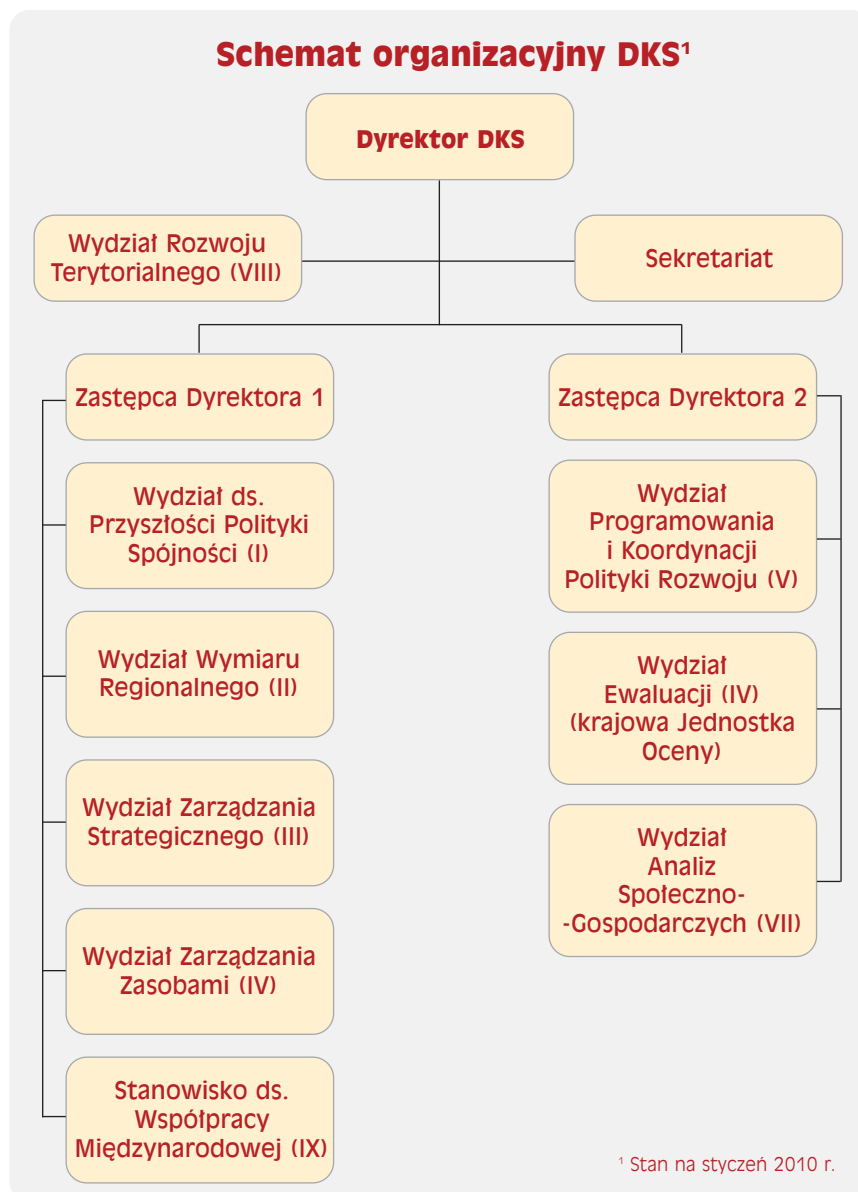 Schemat organizacyjny DKS¹
Dyrektor DKS
Wydział Rozwoju
Terytorialnego (VIII)
Sekretariat
Zastępca Dyrektora 1
Wydział ds.
Przyszłości Polityki
Spójności (I)
Wydział Wymiaru
Regionalnego (II)
Wydział Zarządzania
Strategicznego (III)
Wydział Zarządzania
Zasobami (IV)
Stanowisko ds.
Współpracy
Międzynarodowej (IX)
Zastępca Dyrektora 2
Wydział
Programowania
i Koordynacji
Polityki Rozwoju (V)
Wydział
Ewaluacji (IV)
(krajowa Jednostka
Oceny)
Wydział
Analiz
Społeczno-
-Gospodarczych (VII)
¹ Stan na styczeń 2010 r.